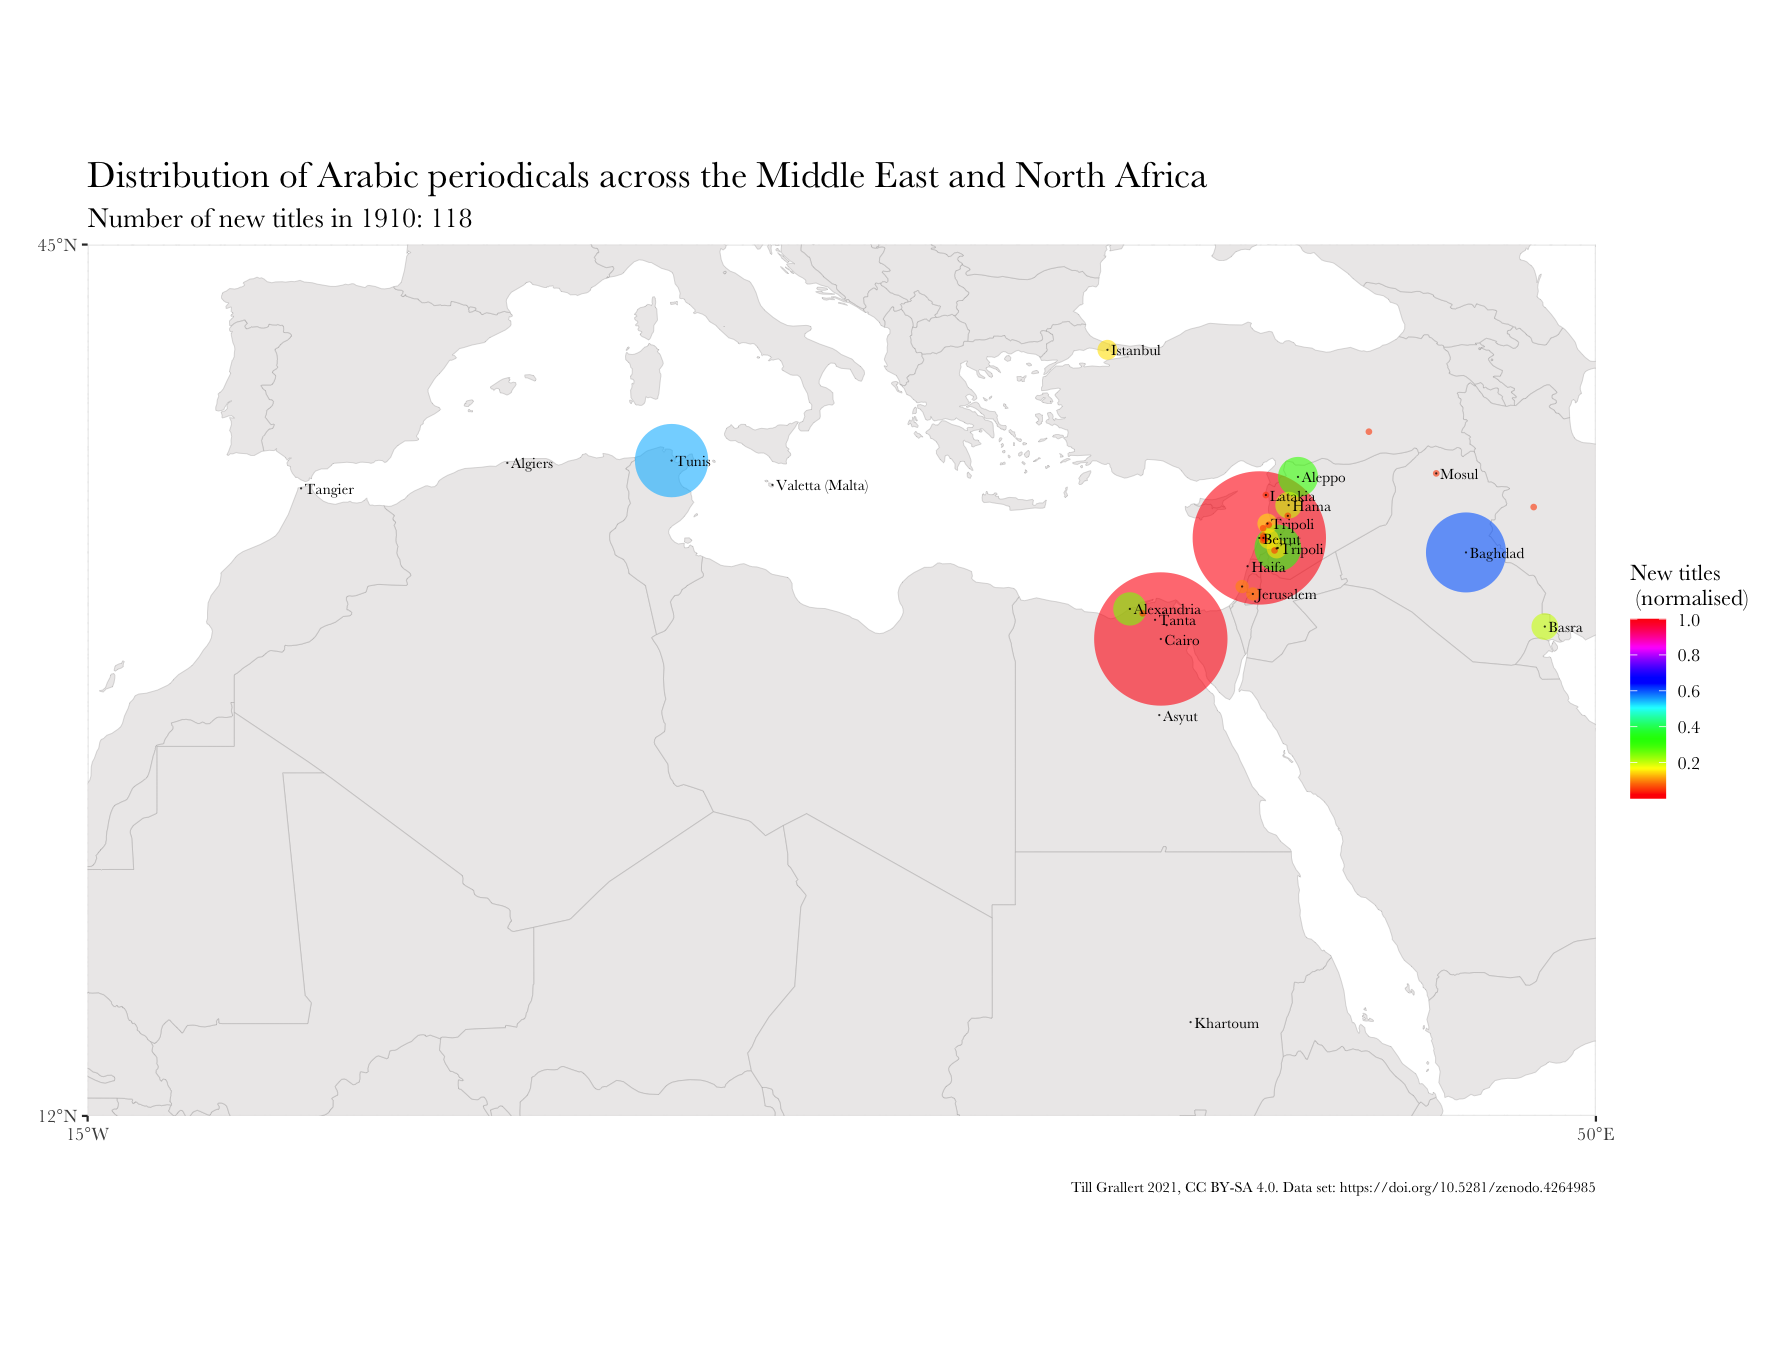 Distribution of Arabic periodicals across the Middle East and North Africa
Number of new titles in 1910: 118
45°N
Istanbul
Algiers
Tunis
Aleppo
Mosul
Tangier
Valetta (Malta)
Latakia
Hama
Tripoli
Beirut
Tripoli
Baghdad
Haifa
Jerusalem
Alexandria
Tanta
Basra
Cairo
Asyut
Khartoum
New titles
(normalised)
1.0
0.8
0.6
0.4
0.2
12°N
15°W
50°E
Till Grallert 2021, CC BY-SA 4.0. Data set: https://doi.org/10.5281/zenodo.4264985